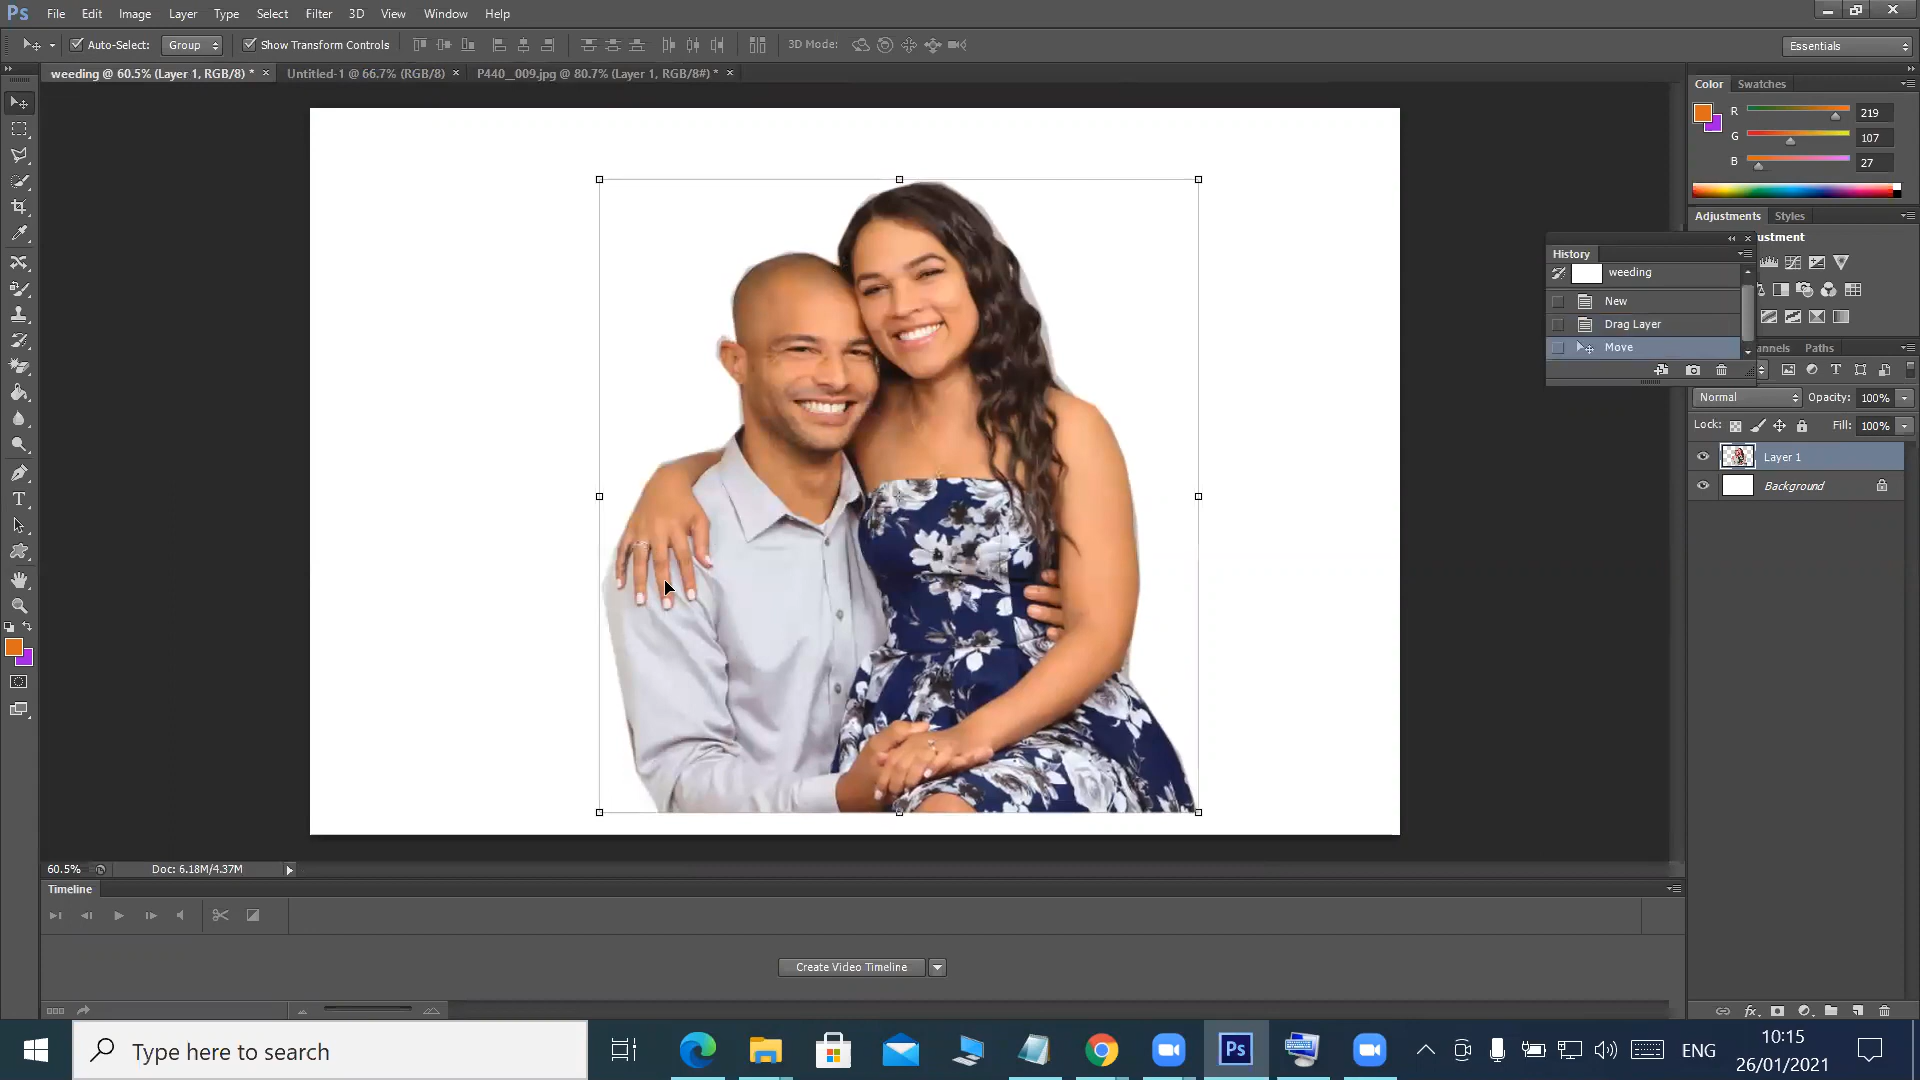 Ps File Edit Image Layer Type Select Filter 3D View Window Help
Auto-Select: Group Show Transform Controls 3D Mode: Essentials
weeding @ 60.5% (Layer 1, RGB/8) * × Untitled-1 @ 66.7% (RGB/8) × P440__009.jpg @ 80.7% (Layer 1, RGB/8#) * ×
Color Swatches
R 219
G 107
B 27
Adjustments Styles
ustment
History
weeding
New
Drag Layer
Move
annels Paths
Normal Opacity: 100%
Lock: Fill: 100%
Layer 1
Background
60.5% Doc: 6.18M/4.37M
Timeline
Create Video Timeline
Type here to search
Ps
ENG
10:15
26/01/2021